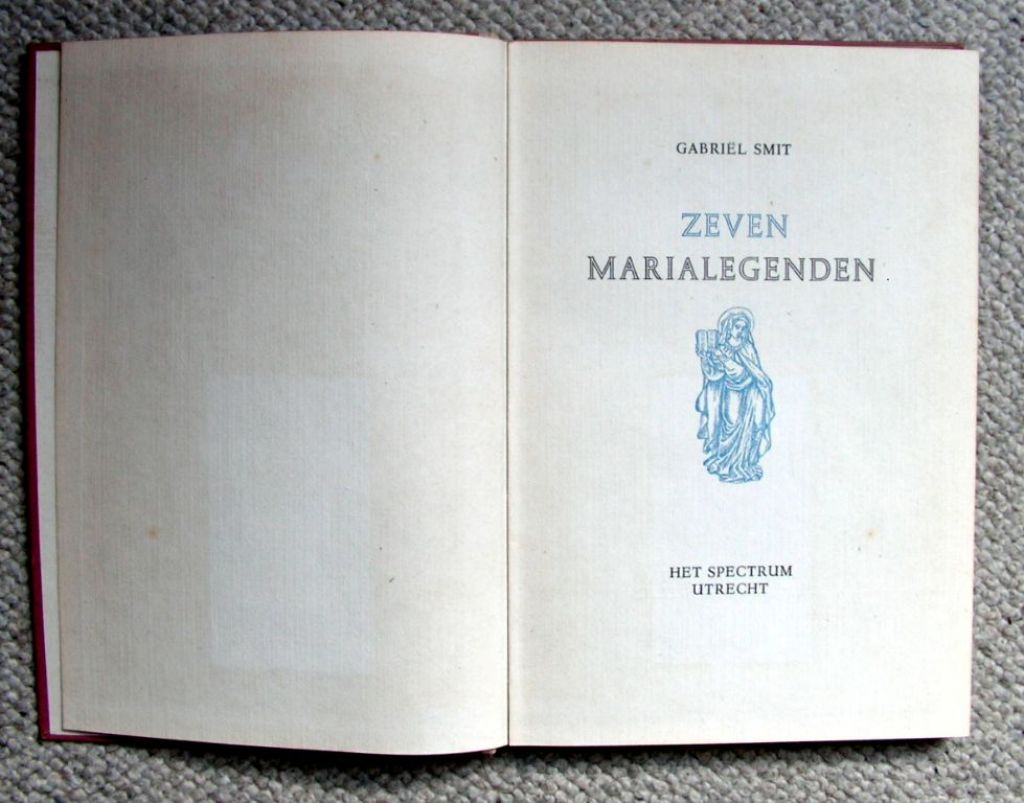 GABRIËL SMIT
ZEVEN
MARIALEGENDEN
HET SPECTRUM
UTRECHT